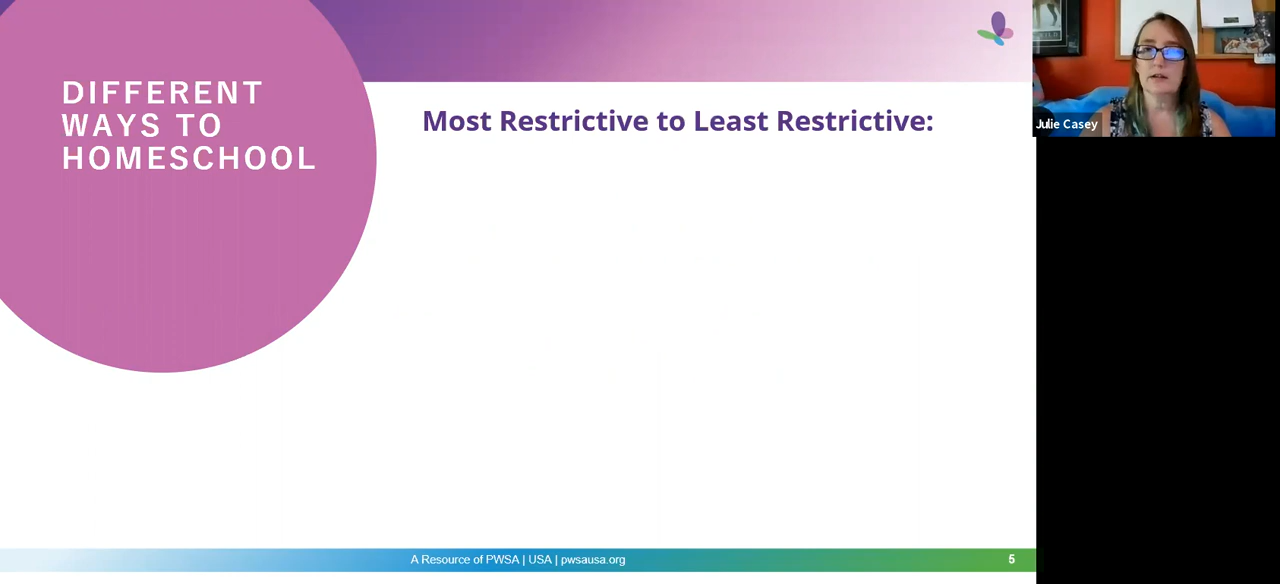 DIFFERENT
WAYS TO
HOMESCHOOL
Most Restrictive to Least Restrictive:
Julie Casey
A Resource of PWSA | USA | pwsausa.org
5